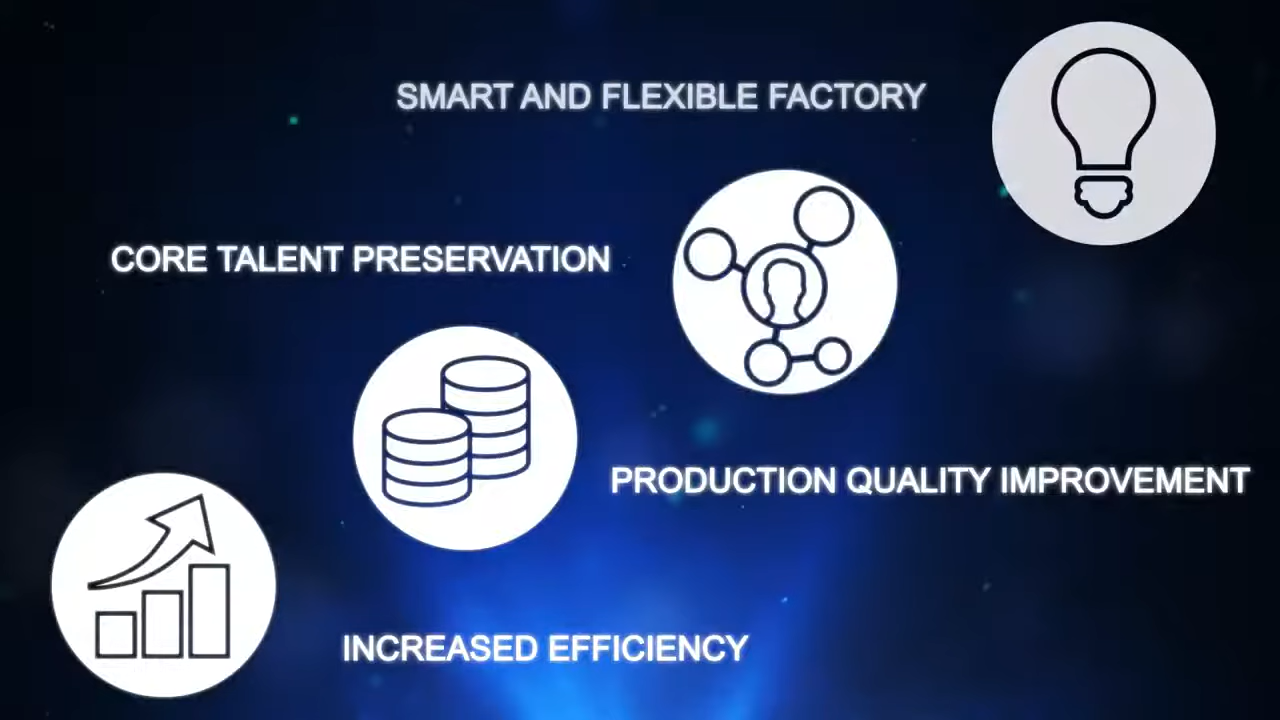 SMART AND FLEXIBLE FACTORY
CORE TALENT PRESERVATION
PRODUCTION QUALITY IMPROVEMENT
INCREASED EFFICIENCY